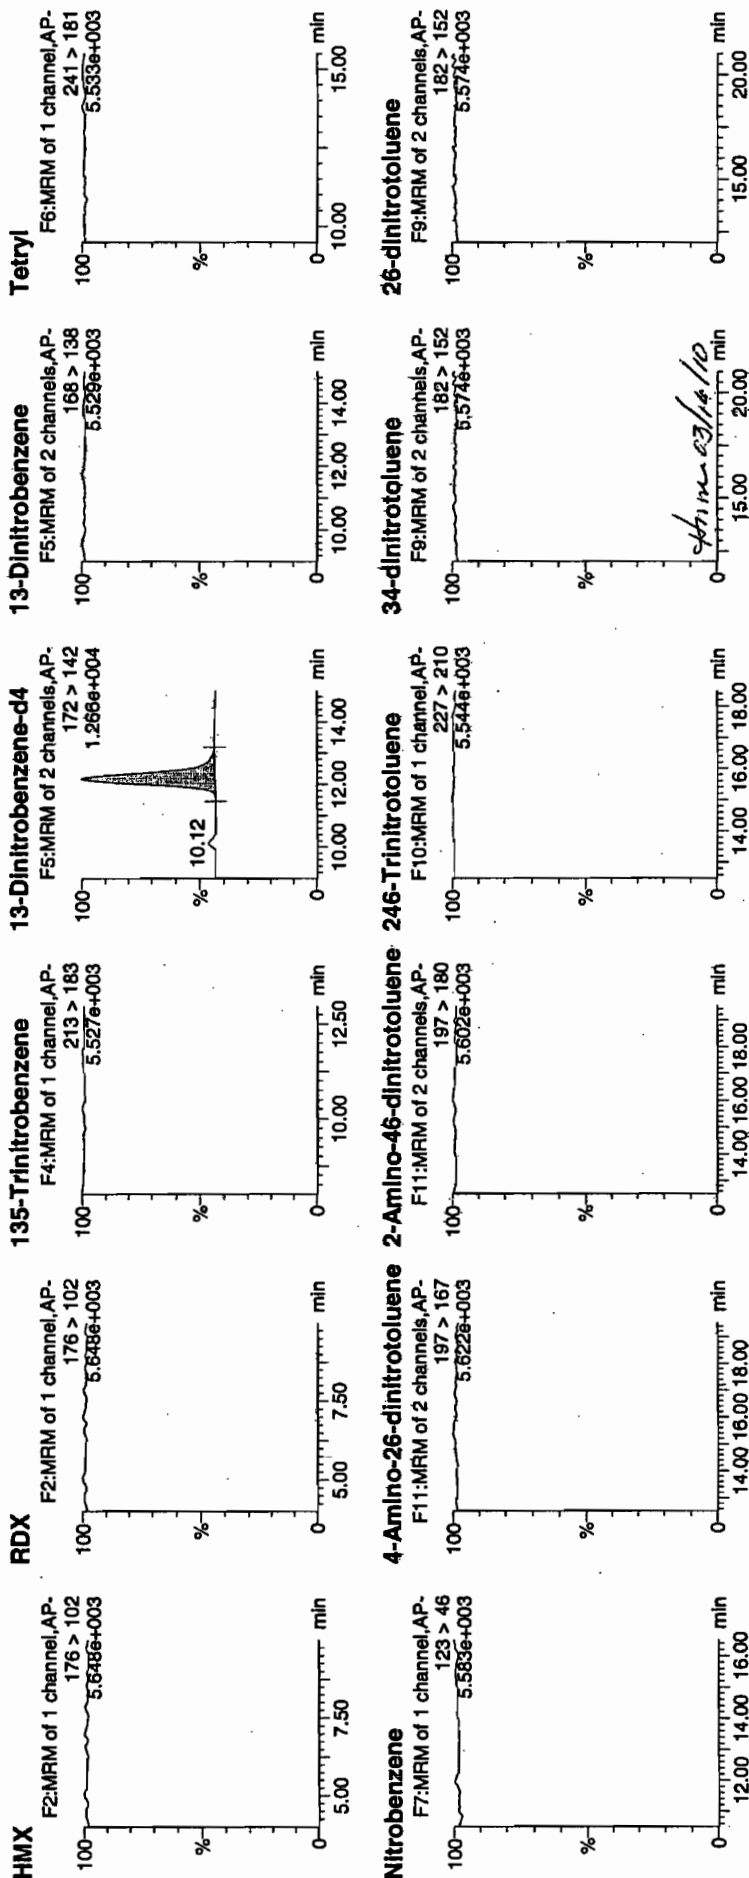 HMX
F2:MRM of 1 channel,AP-
176 > 102
5.648e+003
100
%
0
5.00 7.50 min
RDX
F2:MRM of 1 channel,AP-
176 > 102
5.648e+003
100
%
0
5.00 7.50 min
135-Trinitrobenzene
F4:MRM of 1 channel,AP-
213 > 183
5.527e+003
100
%
0
10.00 12.50 min
13-Dinitrobenzene-d4
F5:MRM of 2 channels,AP-
172 > 142
1.266e+004
100
%
10.12
0
10.00 12.00 14.00 min
13-Dinitrobenzene
F5:MRM of 2 channels,AP-
168 > 138
5.529e+003
100
%
0
10.00 12.00 14.00 min
Tetryl
F6:MRM of 1 channel,AP-
241 > 181
5.533e+003
100
%
0
10.00 15.00 min
Nitrobenzene
F7:MRM of 1 channel,AP-
123 > 46
5.583e+003
100
%
0
12.00 14.00 16.00 min
4-Amino-26-dinitrotoluene
F11:MRM of 2 channels,AP-
197 > 167
5.622e+003
100
%
0
14.00 16.00 18.00 min
2-Amino-46-dinitrotoluene
F11:MRM of 2 channels,AP-
197 > 180
5.602e+003
100
%
0
14.00 16.00 18.00 min
246-Trinitrotoluene
F10:MRM of 1 channel,AP-
227 > 210
5.544e+003
100
%
0
14.00 16.00 18.00 min
34-dinitrotoluene
F9:MRM of 2 channels,AP-
182 > 152
5.574e+003
100
%
03/14/10
0
15.00 20.00 min
26-dinitrotoluene
F9:MRM of 2 channels,AP-
182 > 152
5.574e+003
100
%
0
15.00 20.00 min